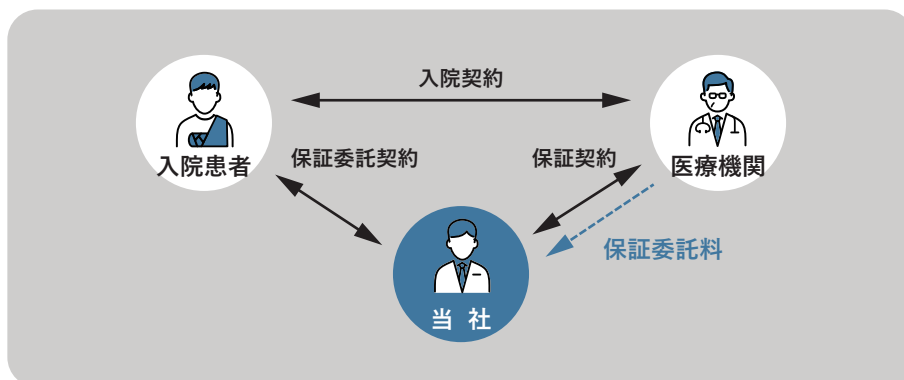 入院契約
入院患者
医療機関
保証委託契約
保証契約
保証委託料
当 社